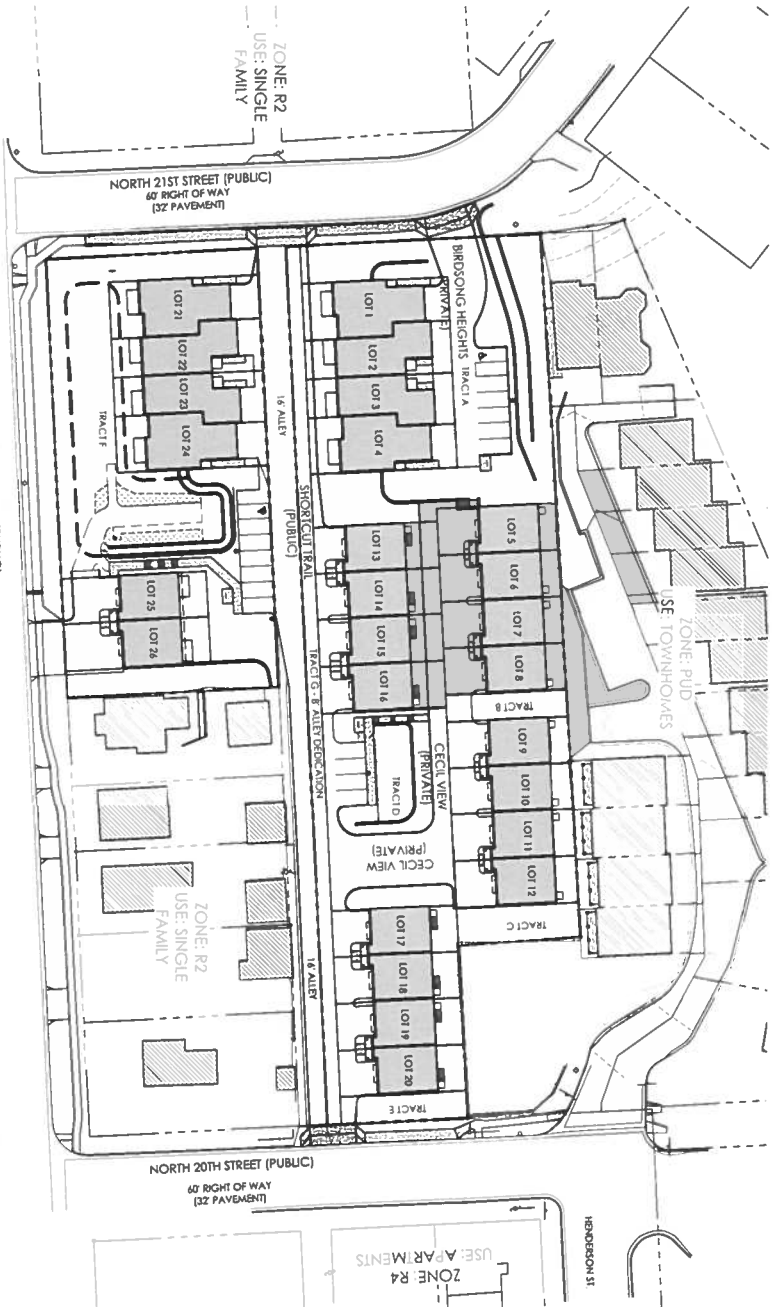 ZONE: R2
USE: SINGLE
FAMILY
NORTH 21ST STREET (PUBLIC)
60' RIGHT OF WAY
(32' PAVEMENT)
BIRDSONG HEIGHTS
(PRIVATE)
TRACT A
LOT 21
LOT 22
LOT 23
LOT 24
LOT 1
LOT 2
LOT 3
LOT 4
TRACT F
16' ALLEY
SHORTCUT TRAIL
(PUBLIC)
LOT 5
LOT 6
LOT 7
LOT 8
LOT 13
LOT 14
LOT 15
LOT 16
LOT 25
LOT 26
ZONE: PUD
USE: TOWNHOMES
TRACT G - 8' ALLEY DEDICATION
TRACT B
CECIL VIEW
(PRIVATE)
TRACT D
LOT 9
LOT 10
LOT 11
LOT 12
CECIL VIEW
(PRIVATE)
TRACT C
ZONE: R2
USE: SINGLE
FAMILY
16' ALLEY
LOT 17
LOT 18
LOT 19
LOT 20
TRACT E
NORTH 20TH STREET (PUBLIC)
60' RIGHT OF WAY
(32' PAVEMENT)
HENDERSON ST.
ZONE: R4
USE: APARTMENTS